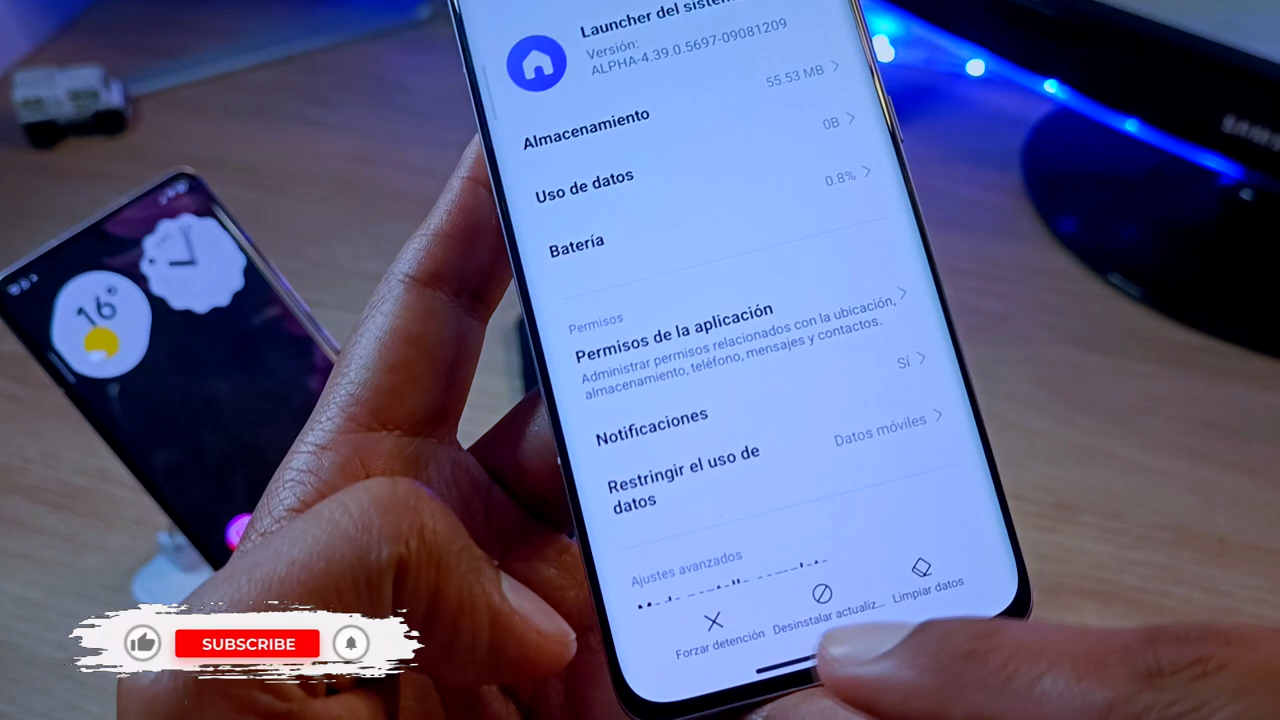 Launcher del sistem
Versión:
ALPHA-4.39.0.5697-09081209
Almacenamiento
55.53 MB
Uso de datos
0B
Batería
0.8%
Permisos
Permisos de la aplicación
Administrar permisos relacionados con la ubicación,
almacenamiento, teléfono, mensajes y contactos.
Notificaciones
Sí
Restringir el uso de
datos
Datos móviles
Ajustes avanzados
Forzar detención
Desinstalar actualiz...
Limpiar datos
16°
SUBSCRIBE